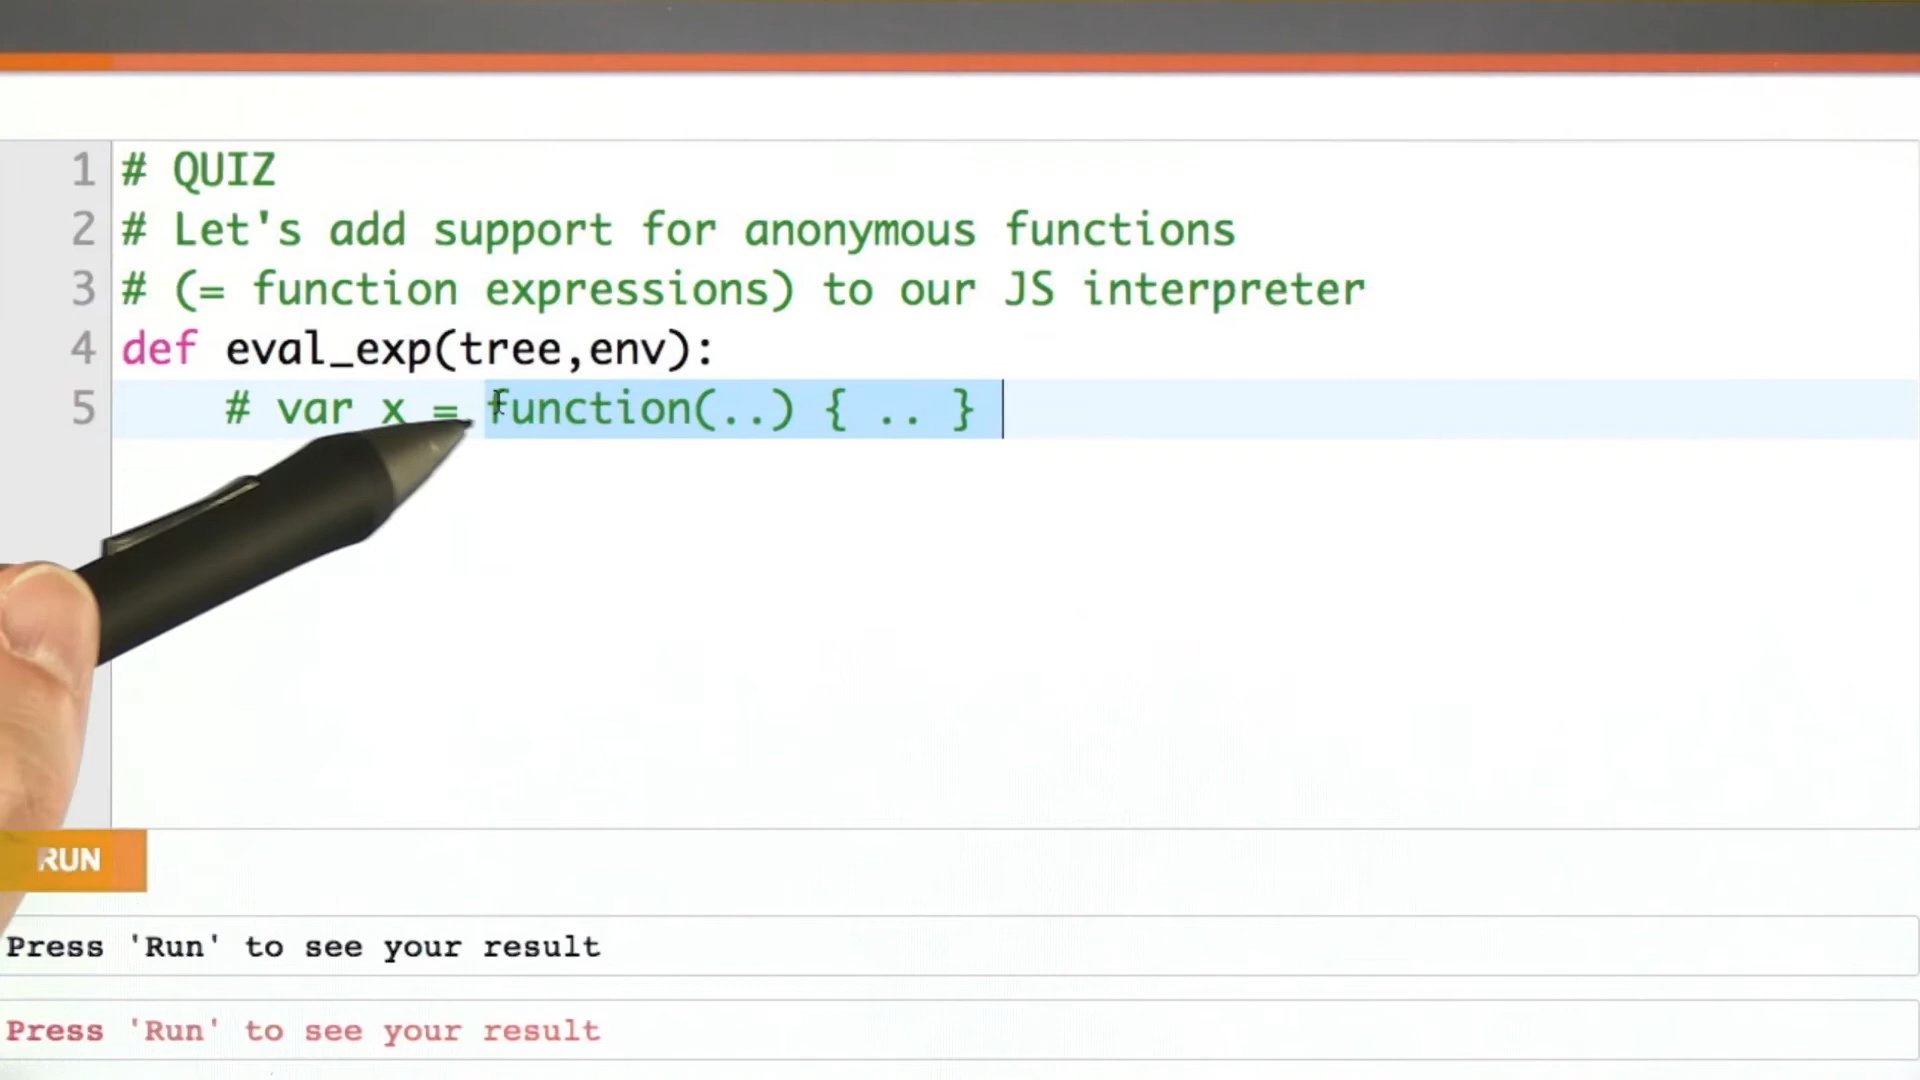 1 # QUIZ
2 # Let's add support for anonymous functions
3 # (= function expressions) to our JS interpreter
4 def eval_exp(tree,env):
5 # var x = function(..) { .. }
RUN
Press 'Run' to see your result
Press 'Run' to see your result